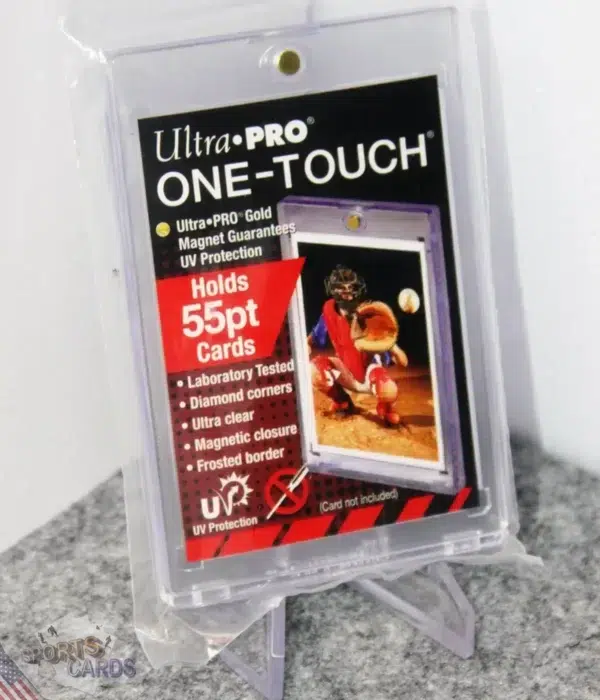 Ultra•PRO®
ONE-TOUCH®
Ultra•PRO® Gold
Magnet Guarantees
UV Protection
Holds
55pt
Cards
• Laboratory Tested
• Diamond corners
• Ultra clear
• Magnetic closure
• Frosted border
UV
UV Protection
(Card not included)
SPORTS
CARDS